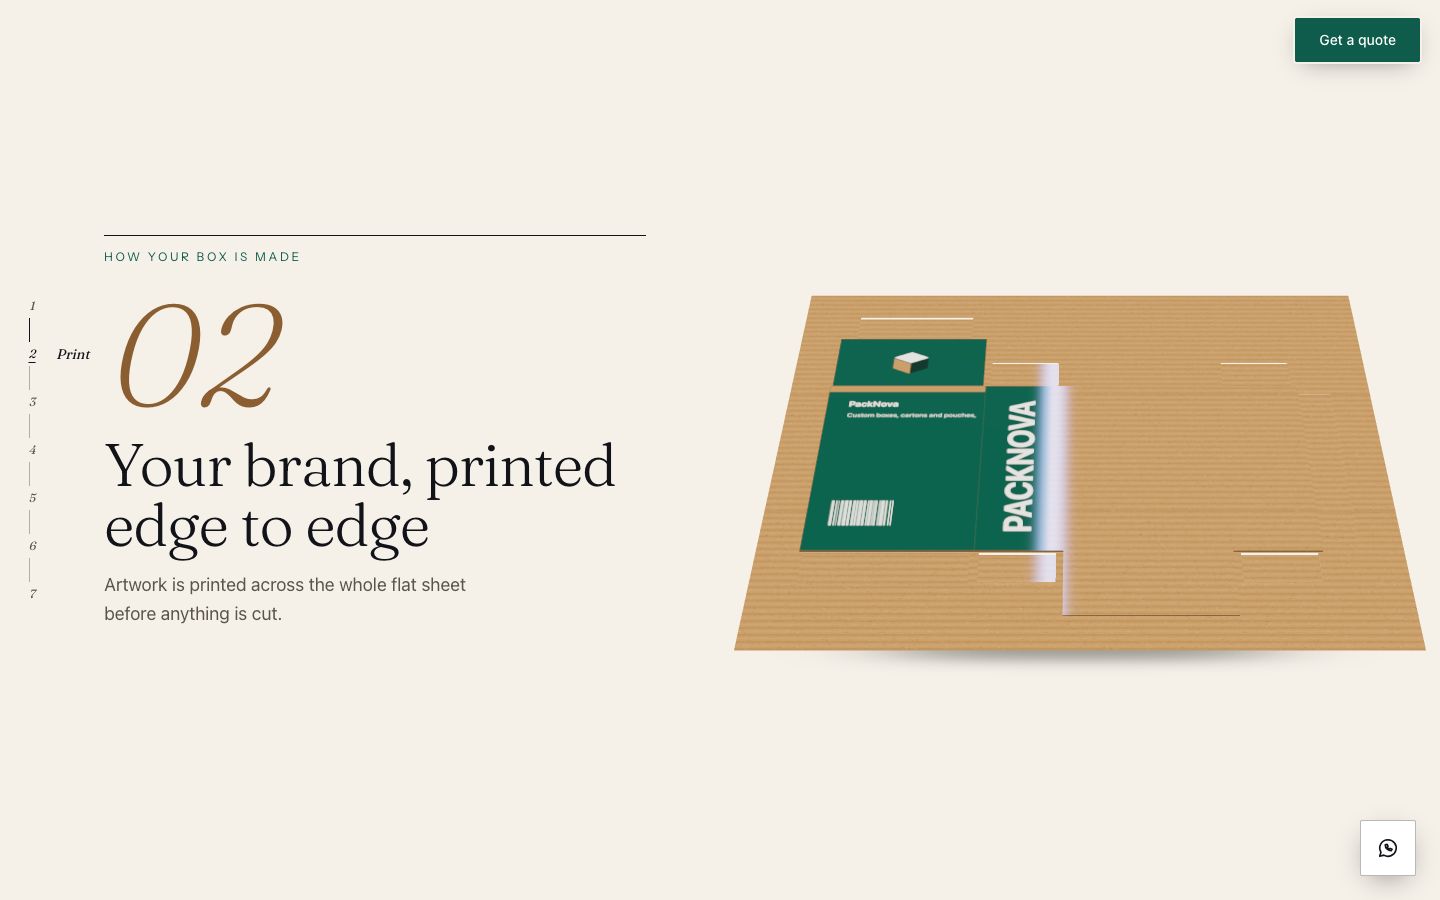 Get a quote
HOW YOUR BOX IS MADE
1
2 Print
3
4
5
6
7
02
Your brand, printed
edge to edge
Artwork is printed across the whole flat sheet
before anything is cut.
PackNova
Custom boxes, cartons and pouches,
PACKNOVA